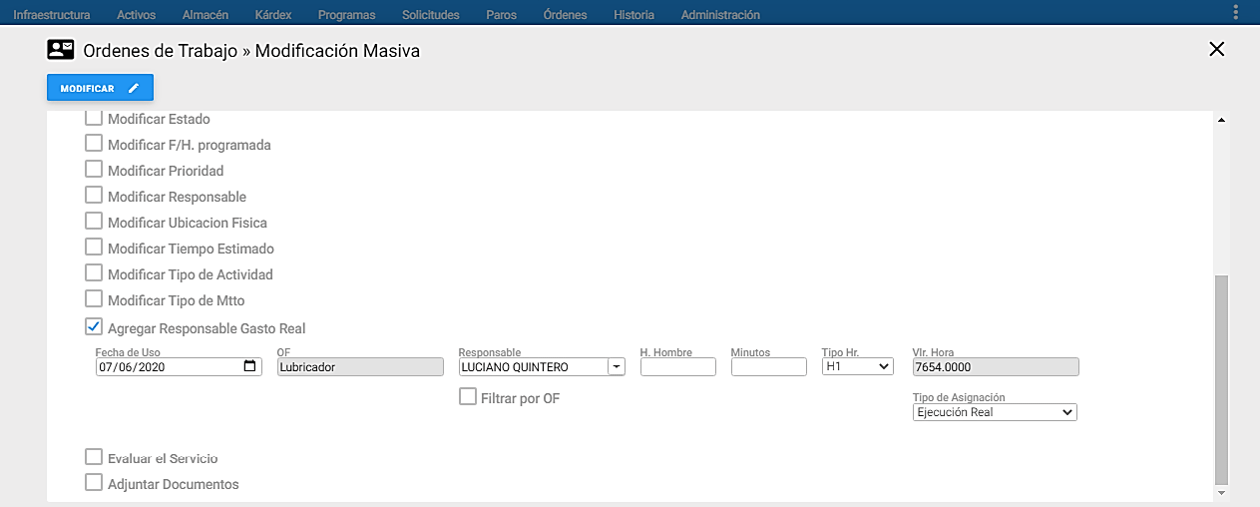 Infraestructura Activos Almacén Kárdex Programas Solicitudes Paros Órdenes Historia Administración
Ordenes de Trabajo » Modificación Masiva
MODIFICAR
Modificar Estado
Modificar F/H. programada
Modificar Prioridad
Modificar Responsable
Modificar Ubicacion Fisica
Modificar Tiempo Estimado
Modificar Tipo de Actividad
Modificar Tipo de Mtto
Agregar Responsable Gasto Real
Fecha de Uso OF Responsable H. Hombre Minutos Tipo Hr. Vlr. Hora
07/06/2020 Lubricador LUCIANO QUINTERO H1 7654.0000
Filtrar por OF Tipo de Asignación
Ejecución Real
Evaluar el Servicio
Adjuntar Documentos